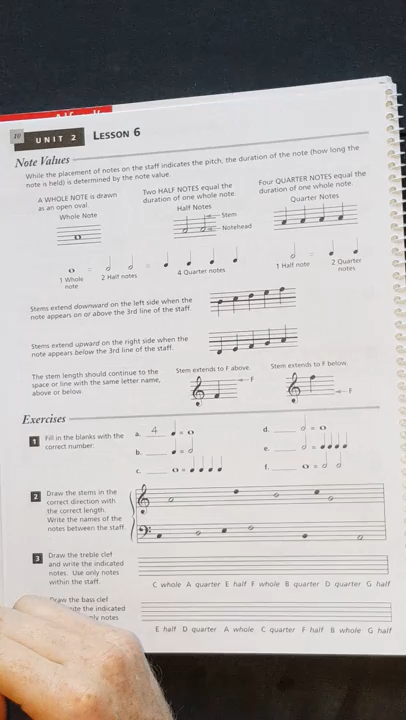 10
UNIT 2
LESSON 6
Note Values
While the placement of notes on the staff indicates the pitch, the duration of the note (how long the
note is held) is determined by the note value.
A WHOLE NOTE is drawn
as an open oval.
Whole Note
Two HALF NOTES equal the
duration of one whole note.
Half Notes
Stem
Notehead
Four QUARTER NOTES equal the
duration of one whole note.
Quarter Notes
1 Whole
note
=
2 Half notes
=
4 Quarter notes
1 Half note
=
2 Quarter
notes
Stems extend downward on the left side when the
note appears on or above the 3rd line of the staff.
Stems extend upward on the right side when the
note appears below the 3rd line of the staff.
The stem length should continue to the
space or line with the same letter name,
above or below.
Stem extends to F above.
F
Stem extends to F below.
F
Exercises
1
Fill in the blanks with the
correct number.
a. 4 =
b. =
c. =
d. =
e. =
f. =
2
Draw the stems in the
correct direction with
the correct length.
Write the names of the
notes between the staff.
3
Draw the treble clef
and write the indicated
notes. Use only notes
within the staff.
C whole A quarter E half F whole B quarter D quarter G half
Draw the bass clef
the indicated
only notes
E half D quarter A whole C quarter F half B whole G half